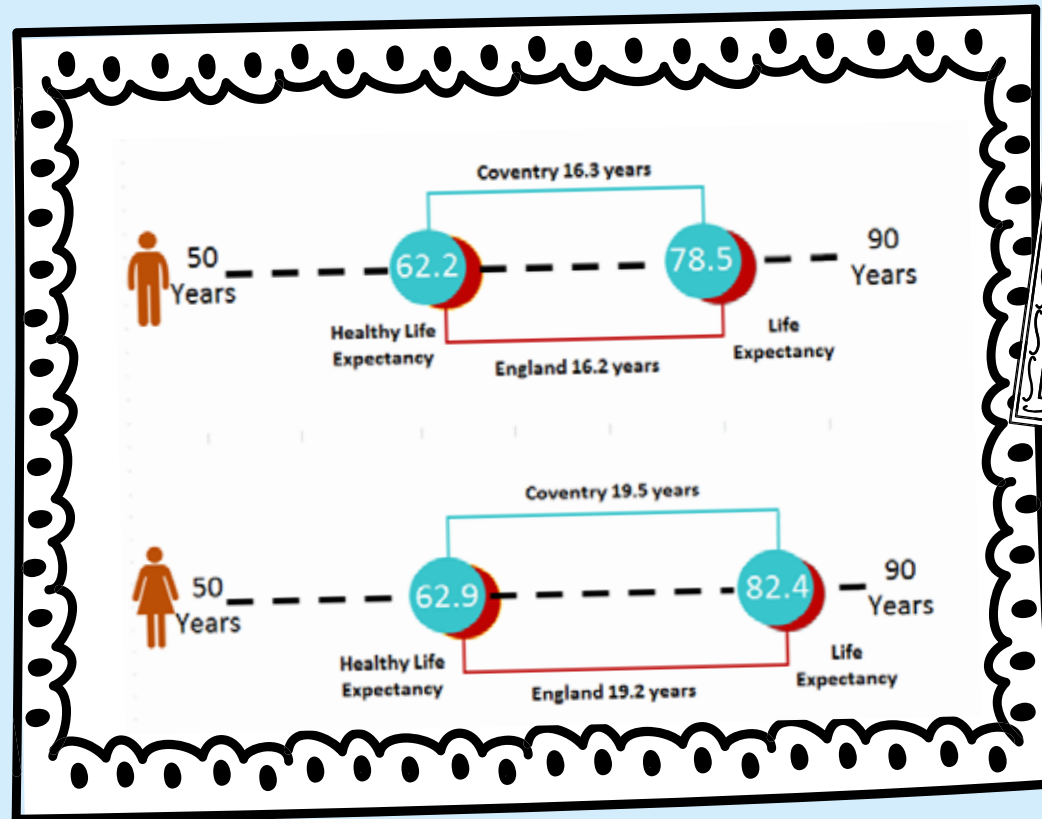 Coventry 16.3 years
50
Years
62.2
78.5
90
Years
Healthy Life
Expectancy
Life
Expectancy
England 16.2 years
Coventry 19.5 years
50
Years
62.9
82.4
90
Years
Healthy Life
Expectancy
Life
Expectancy
England 19.2 years